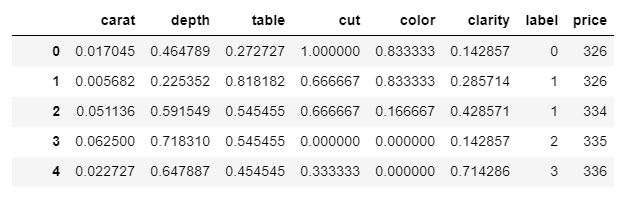 carat depth table cut color clarity label price
0 0.017045 0.464789 0.272727 1.000000 0.833333 0.142857 0 326
1 0.005682 0.225352 0.818182 0.666667 0.833333 0.285714 1 326
2 0.051136 0.591549 0.545455 0.666667 0.166667 0.428571 1 334
3 0.062500 0.718310 0.545455 0.000000 0.000000 0.142857 2 335
4 0.022727 0.647887 0.454545 0.333333 0.000000 0.714286 3 336